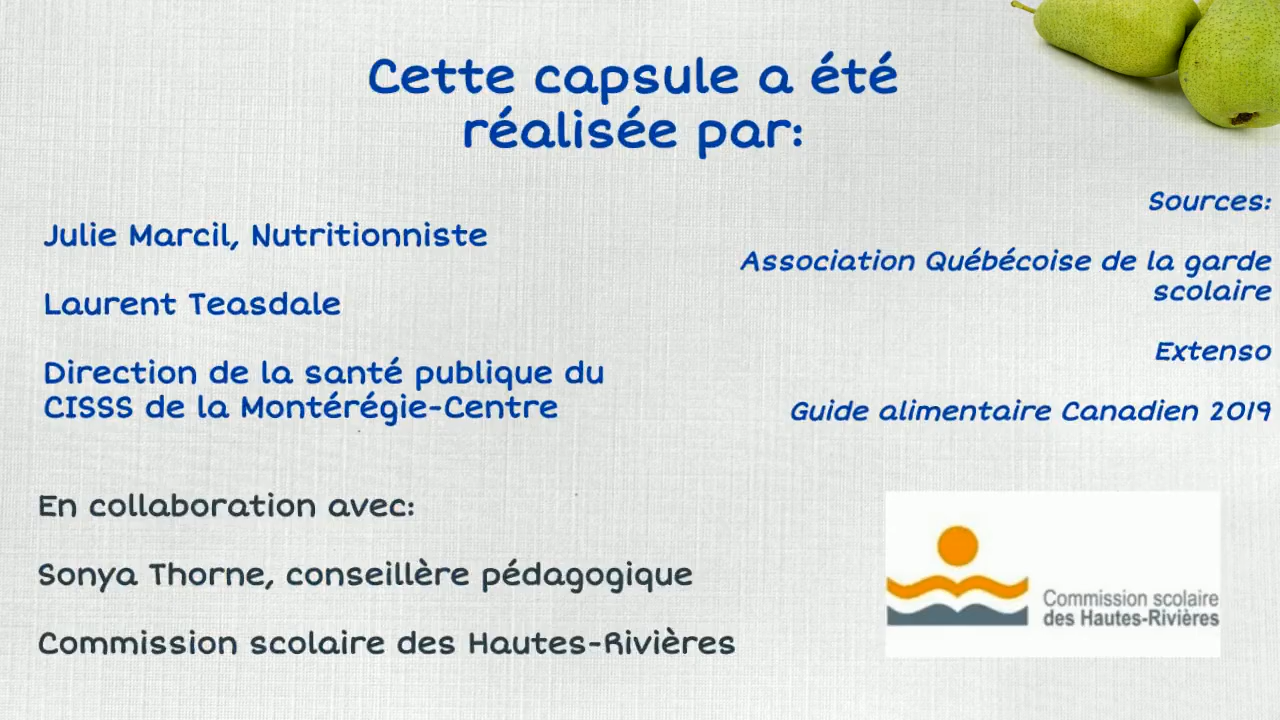 Cette capsule a été
réalisée par:
Julie Marcil, Nutritionniste
Laurent Teasdale
Direction de la santé publique du
CISSS de la Montérégie-Centre
Sources:
Association Québécoise de la garde
scolaire
Extenso
Guide alimentaire Canadien 2019
En collaboration avec:
Sonya Thorne, conseillère pédagogique
Commission scolaire des Hautes-Rivières
Commission scolaire
des Hautes-Rivières